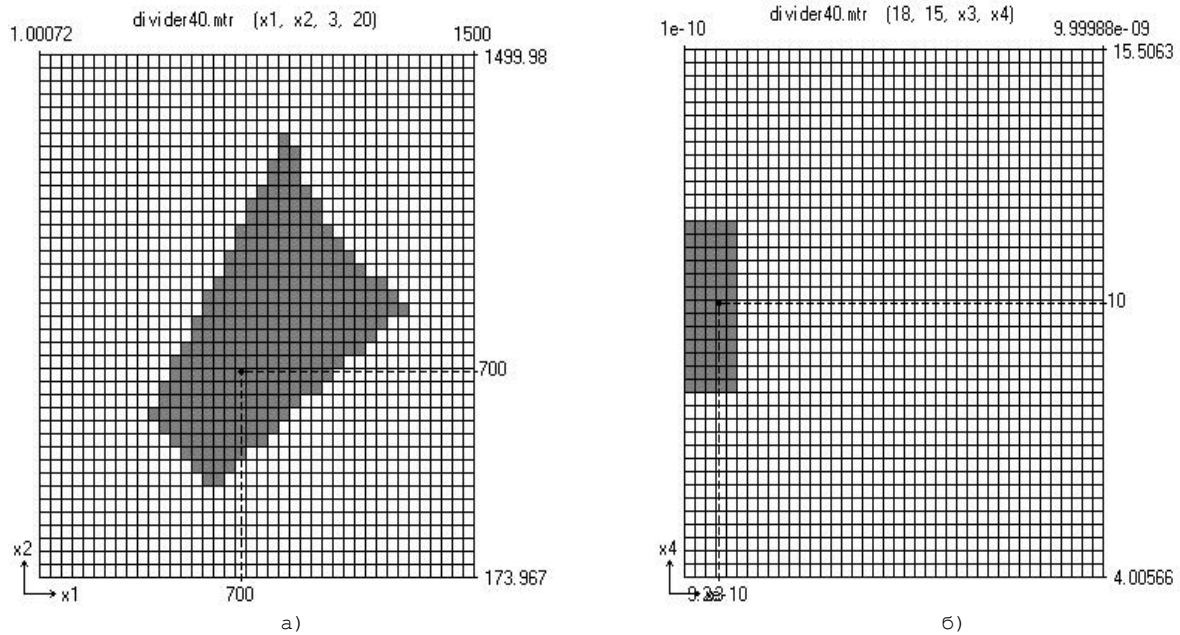 divider40.mtr (x1, x2, 3, 20)
1.00072
1500
1499.98
700
x2
x1
700
173.967
а)
divider40.mtr (18, 15, x3, x4)
1e-10
9.99988e-09
15.5063
10
x4
4.00566
б)